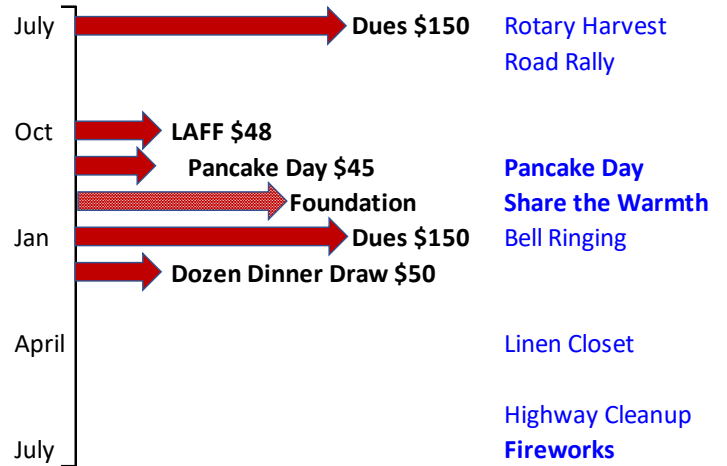 July Dues $150 Rotary Harvest
Road Rally
Oct LAFF $48
Pancake Day $45 Pancake Day
Foundation Share the Warmth
Jan Dues $150 Bell Ringing
Dozen Dinner Draw $50
April Linen Closet
Highway Cleanup
July Fireworks